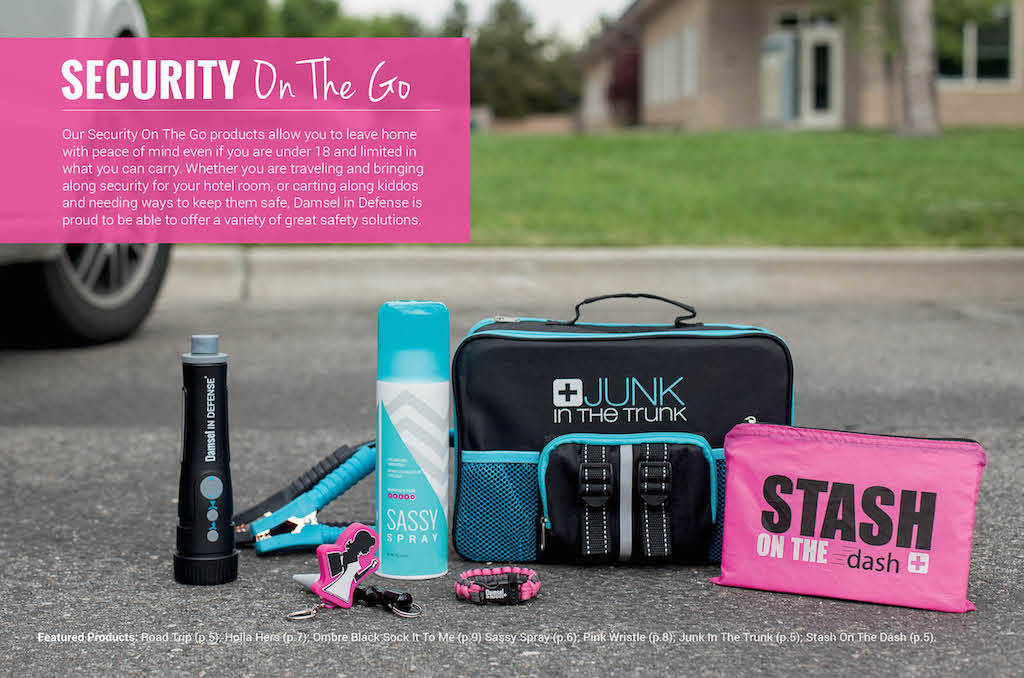 SECURITY On The Go
Our Security On The Go products allow you to leave home
with peace of mind even if you are under 18 and limited in
what you can carry. Whether you are traveling and bringing
along security for your hotel room, or carting along kiddos
and needing ways to keep them safe, Damsel in Defense is
proud to be able to offer a variety of great safety solutions.
Damsel IN DEFENSE®
SASSY
SPRAY
JUNK
IN THE TRUNK
STASH
ON THE dash
Damsel
IN DEFENSE
Featured Products: Road Trip (p.5); Holla Hers (p.7); Ombre Black Sock It To Me (p.9) Sassy Spray (p.6); Pink Wristle (p.8); Junk In The Trunk (p.5); Stash On The Dash (p.5).